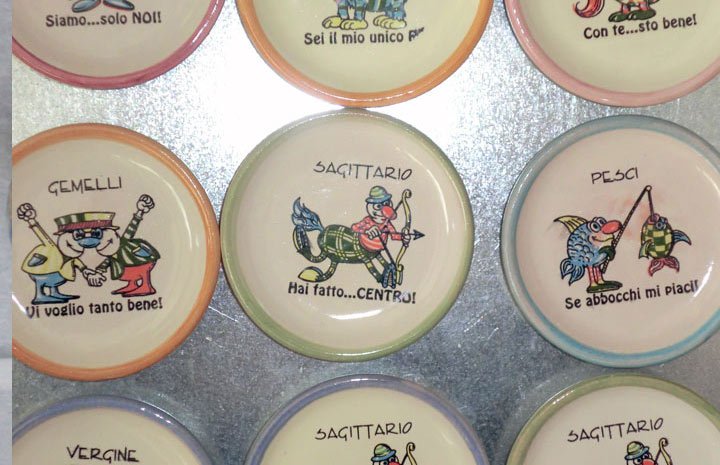 Siamo...solo NOI!
Sei il mio unico
Con te...sto bene!
GEMELLI
Vi voglio tanto bene!
SAGITTARIO
Hai fatto...CENTRO!
PESCI
Se abbocchi mi piaci!
VERGINE
SAGITTARIO
SAGITTARIO